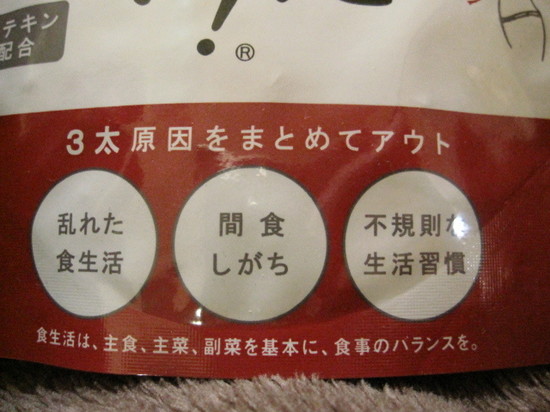 テキン
配合
®
3太原因をまとめてアウト
乱れた
食生活
間食
しがち
不規則な
生活習慣
食生活は、主食、主菜、副菜を基本に、食事のバランスを。